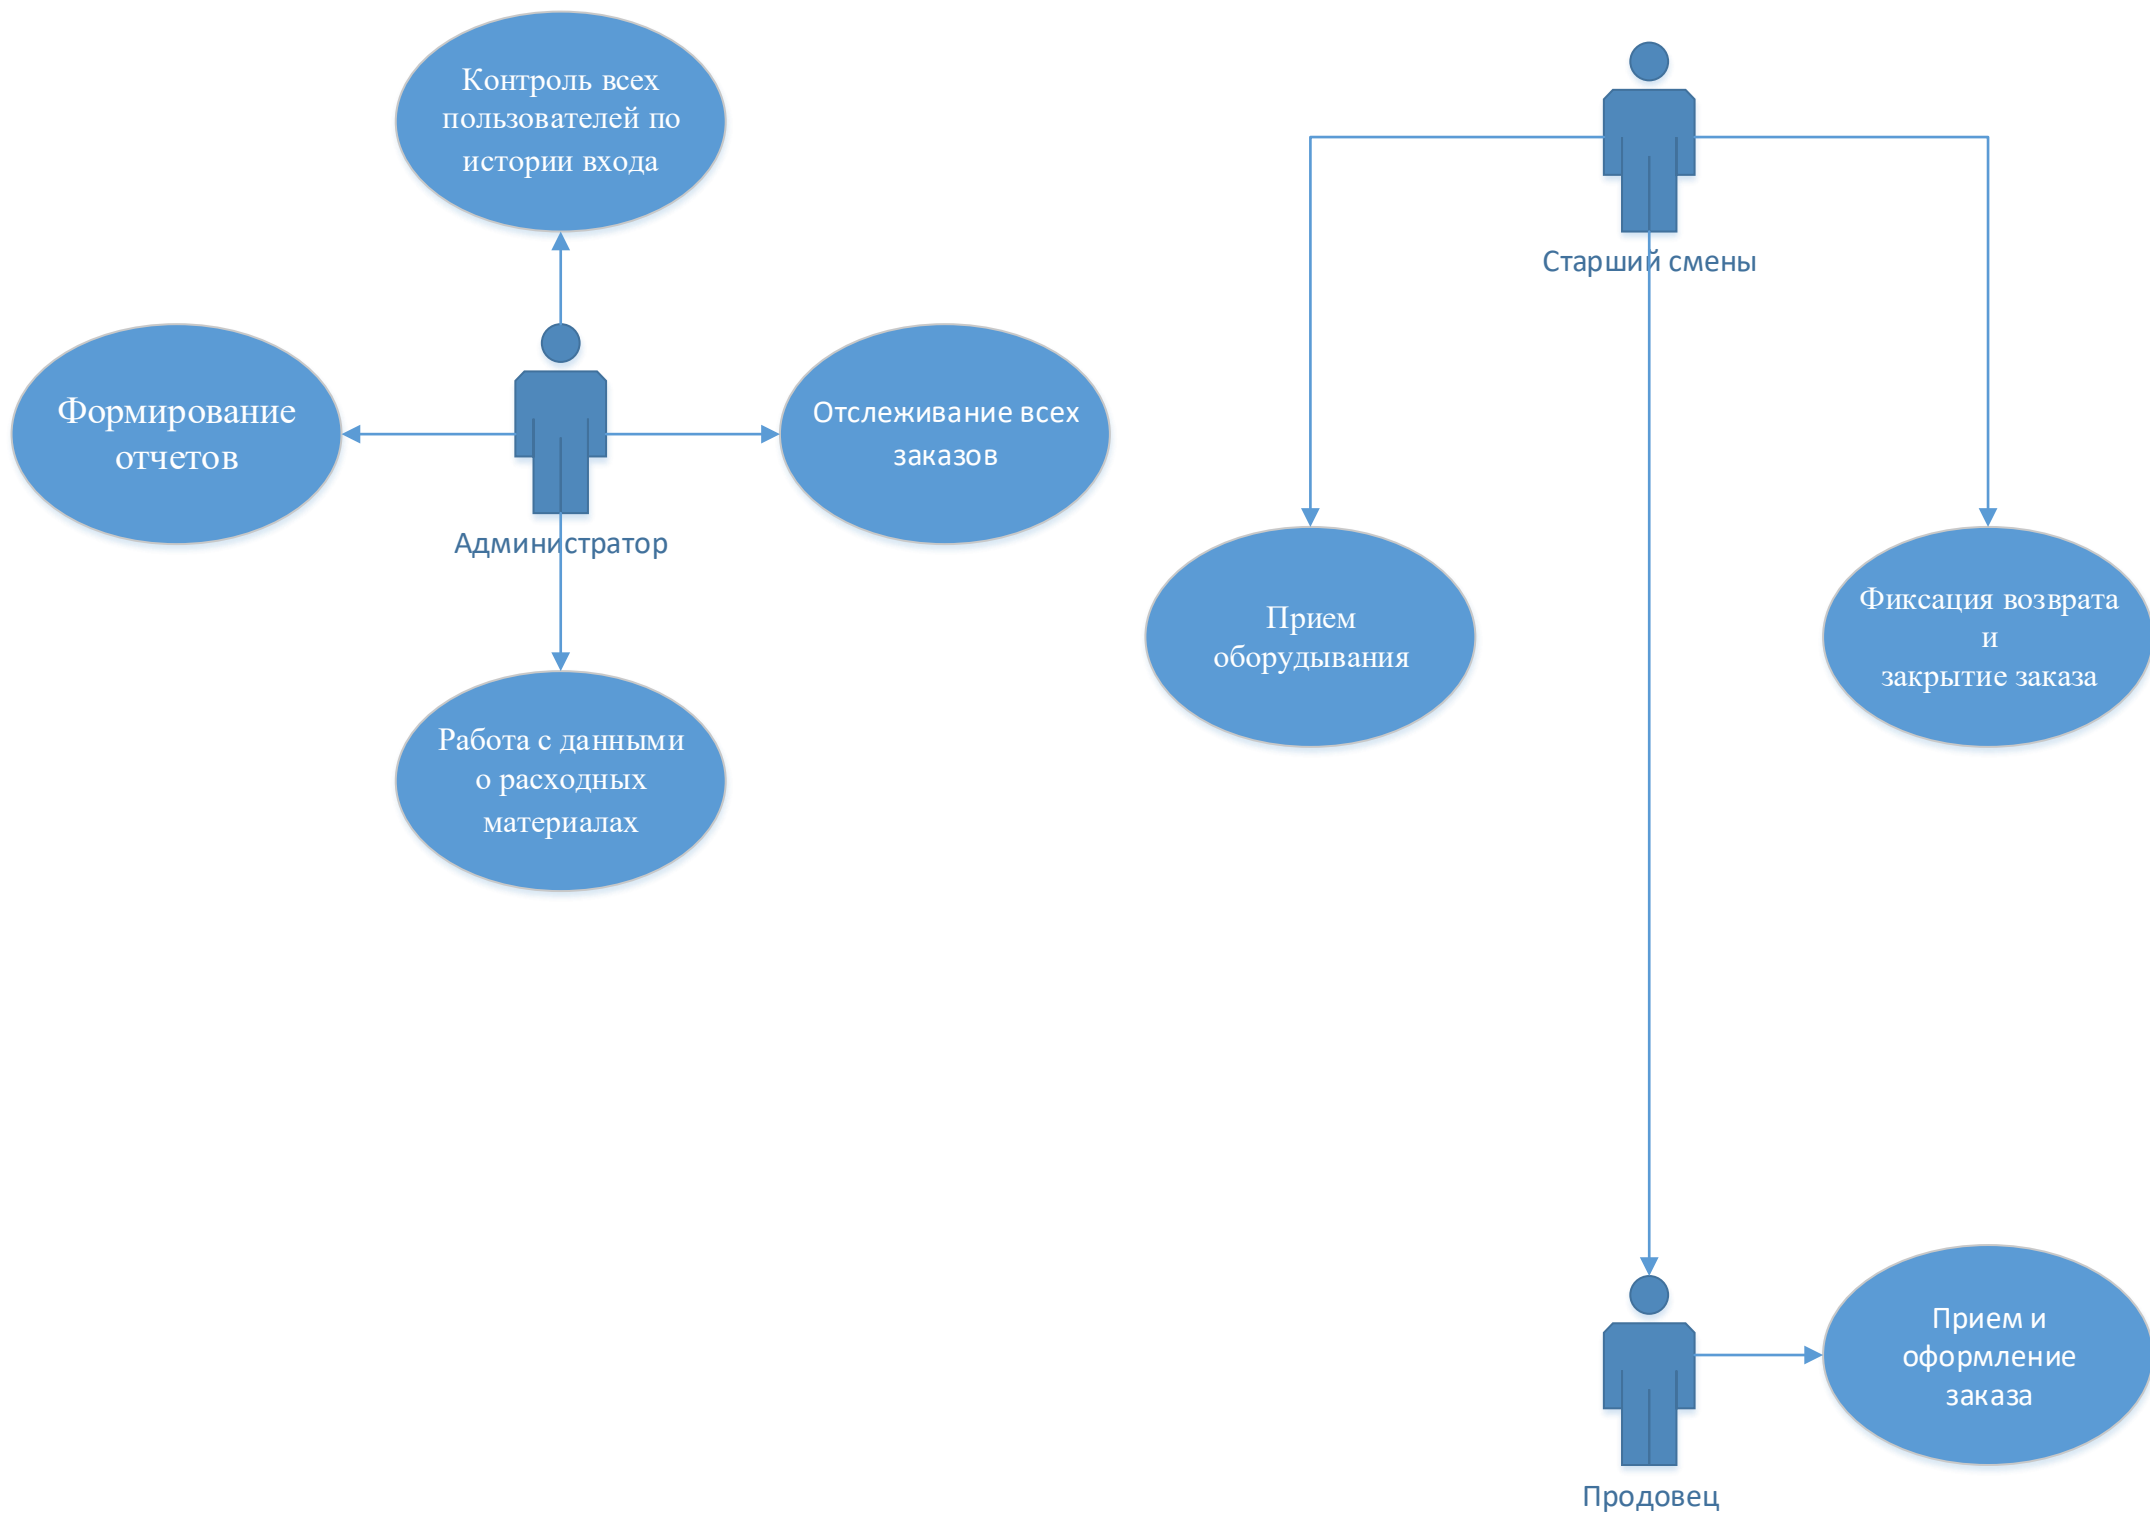 Контроль всех
пользователей по
истории входа
Формирование
отчетов
Администратор
Отслеживание всех
заказов
Работа с данными
о расходных
материалах
Старший смены
Прием
оборудывания
Фиксация возврата
и
закрытие заказа
Прием и
оформление
заказа
Продовец